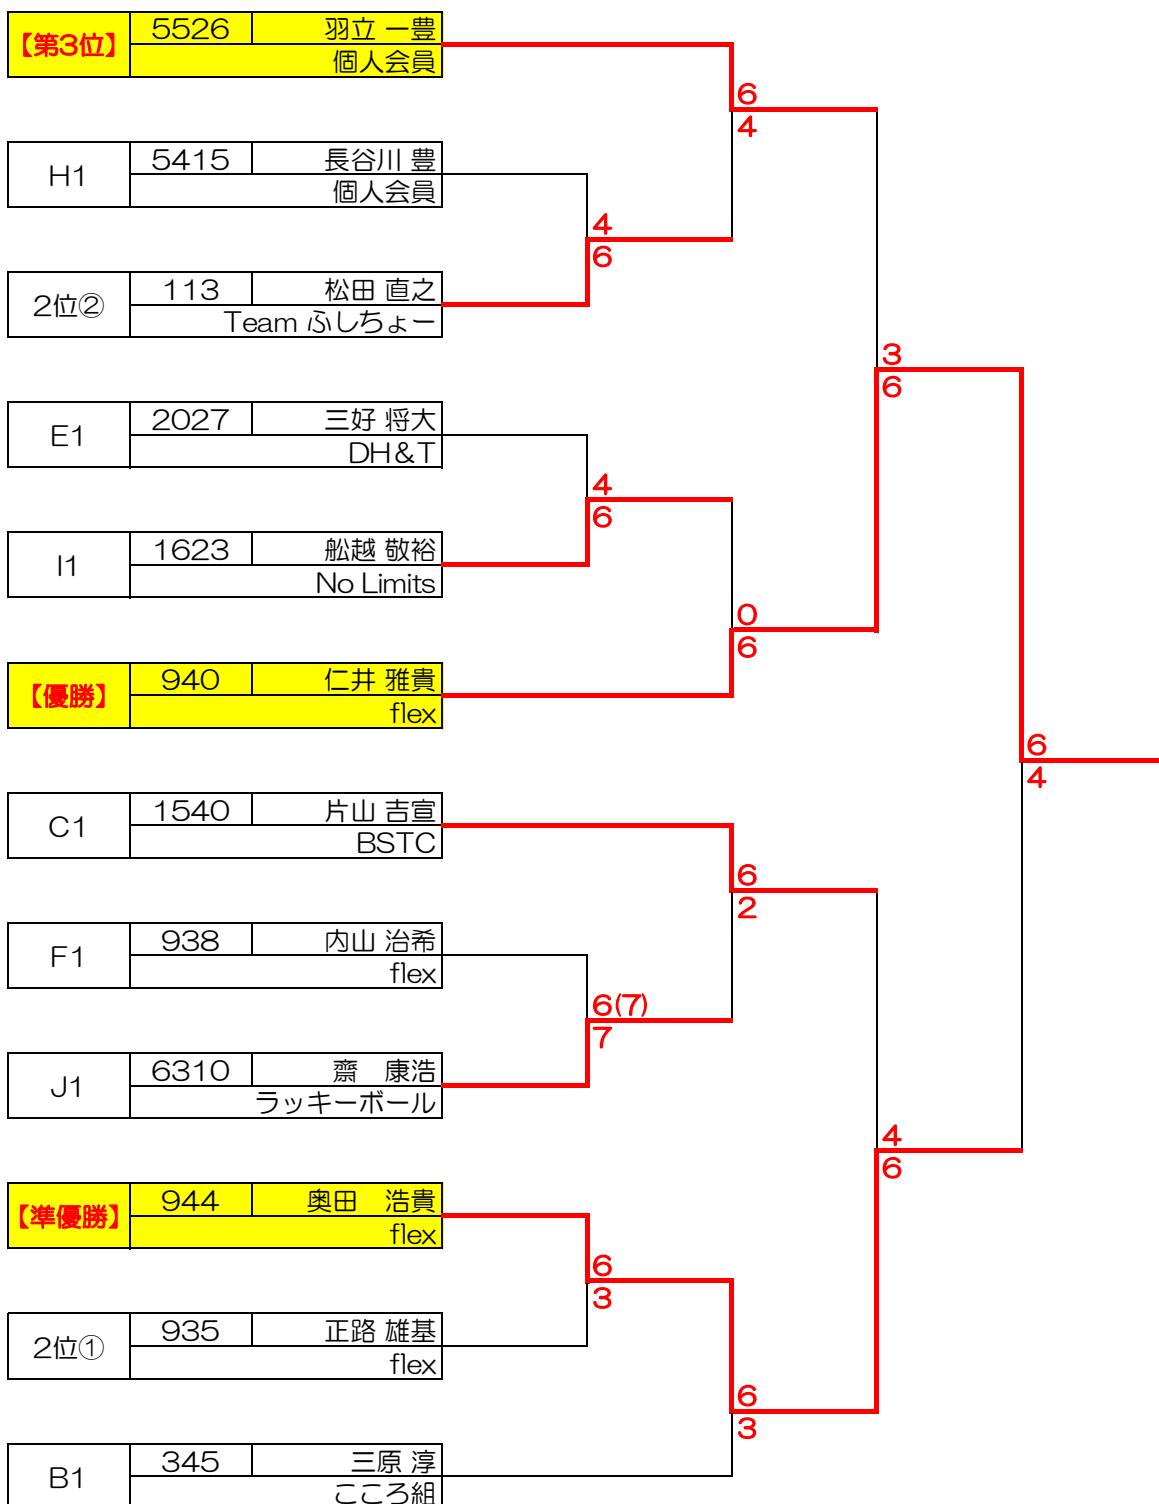 【第3位】 5526 羽立 一豊
個人会員
6
4
H1 5415 長谷川 豊
個人会員
4
6
2位② 113 松田 直之
Team ふしちょー
3
6
E1 2027 三好 将大
DH&T
4
6
I1 1623 舩越 敬裕
No Limits
0
6
【優勝】 940 仁井 雅貴
flex
6
4
C1 1540 片山 吉宣
BSTC
6
2
F1 938 内山 治希
flex
6(7)
7
J1 6310 齋　康浩
ラッキーボール
4
6
【準優勝】 944 奥田　浩貴
flex
6
3
2位① 935 正路 雄基
flex
6
3
B1 345 三原 淳
こころ組